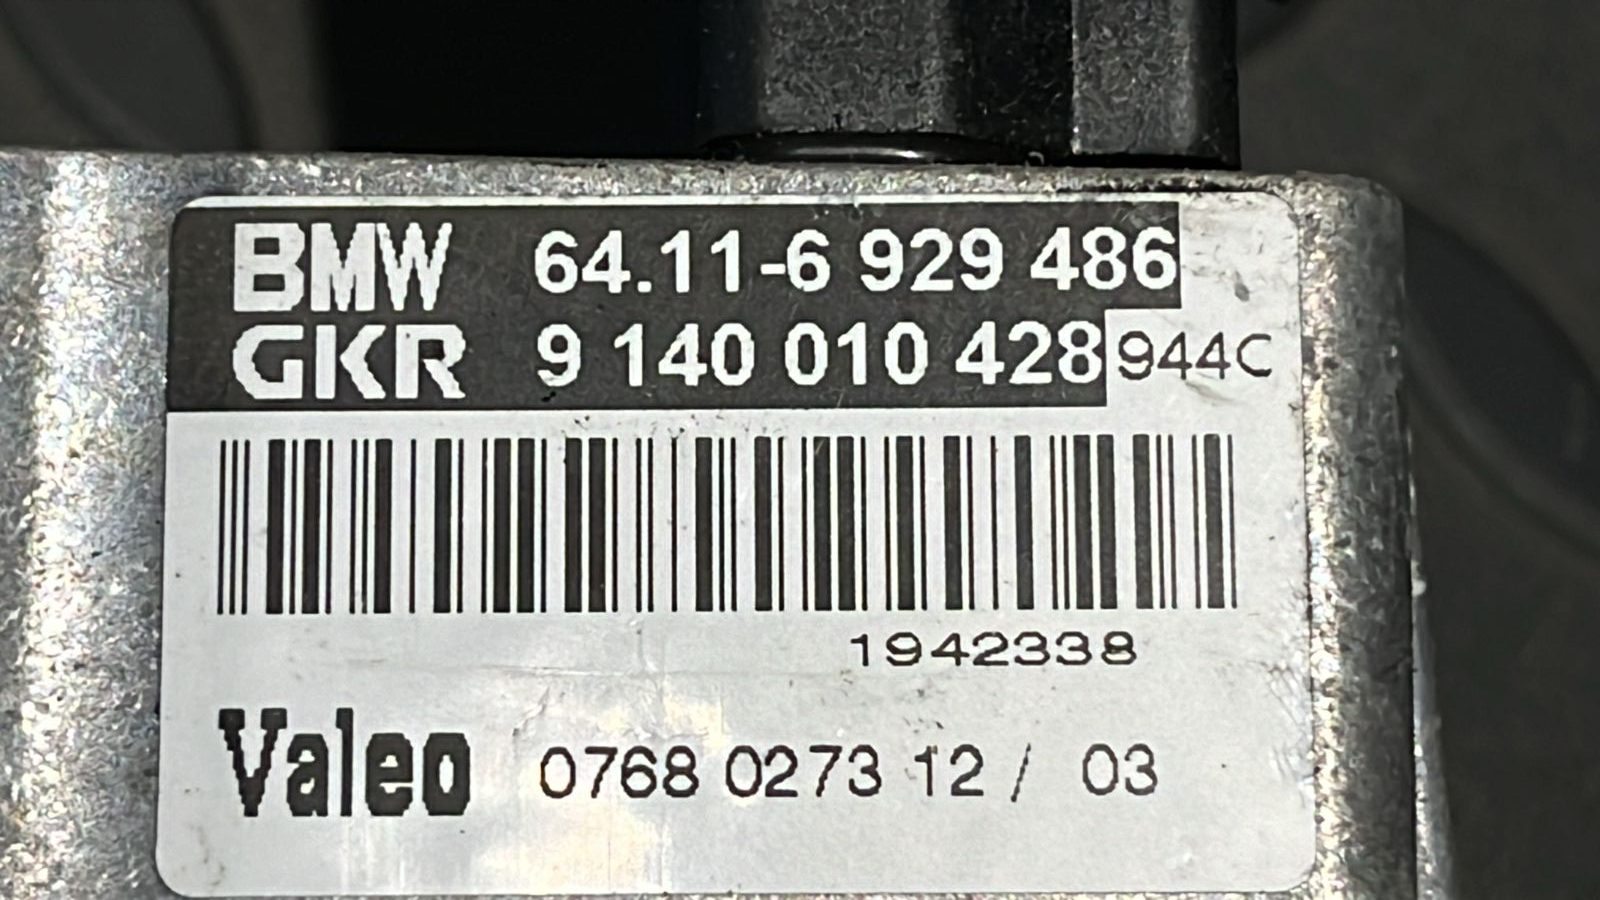 BMW 64.11-6 929 486
GKR 9 140 010 428 944C
1942338
Valeo 0768 0273 12 / 03